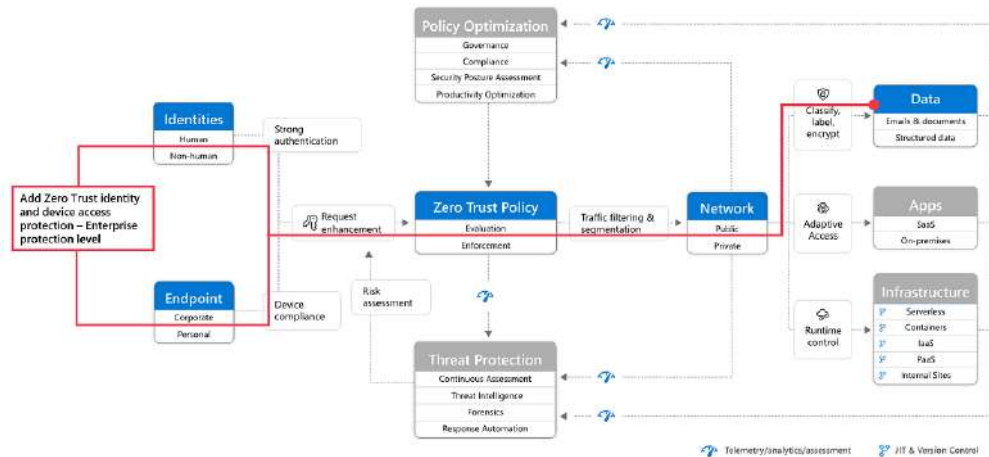 Policy Optimization
Governance
Compliance
Security Posture Assessment
Productivity Optimization
Identities
Human
Non-human
Strong
authentication
Add Zero Trust identity
and device access
protection – Enterprise
protection level
Request
enhancement
Zero Trust Policy
Evaluation
Enforcement
Traffic filtering &
segmentation
Network
Public
Private
Classify,
label,
encrypt
Data
Emails & documents
Structured data
Adaptive
Access
Apps
SaaS
On-premises
Endpoint
Corporate
Personal
Device
compliance
Risk
assessment
Threat Protection
Continuous Assessment
Threat Intelligence
Forensics
Response Automation
Runtime
control
Infrastructure
Serverless
Containers
IaaS
PaaS
Internal Sites
Telemetry/analytics/assessment
JIT & Version Control